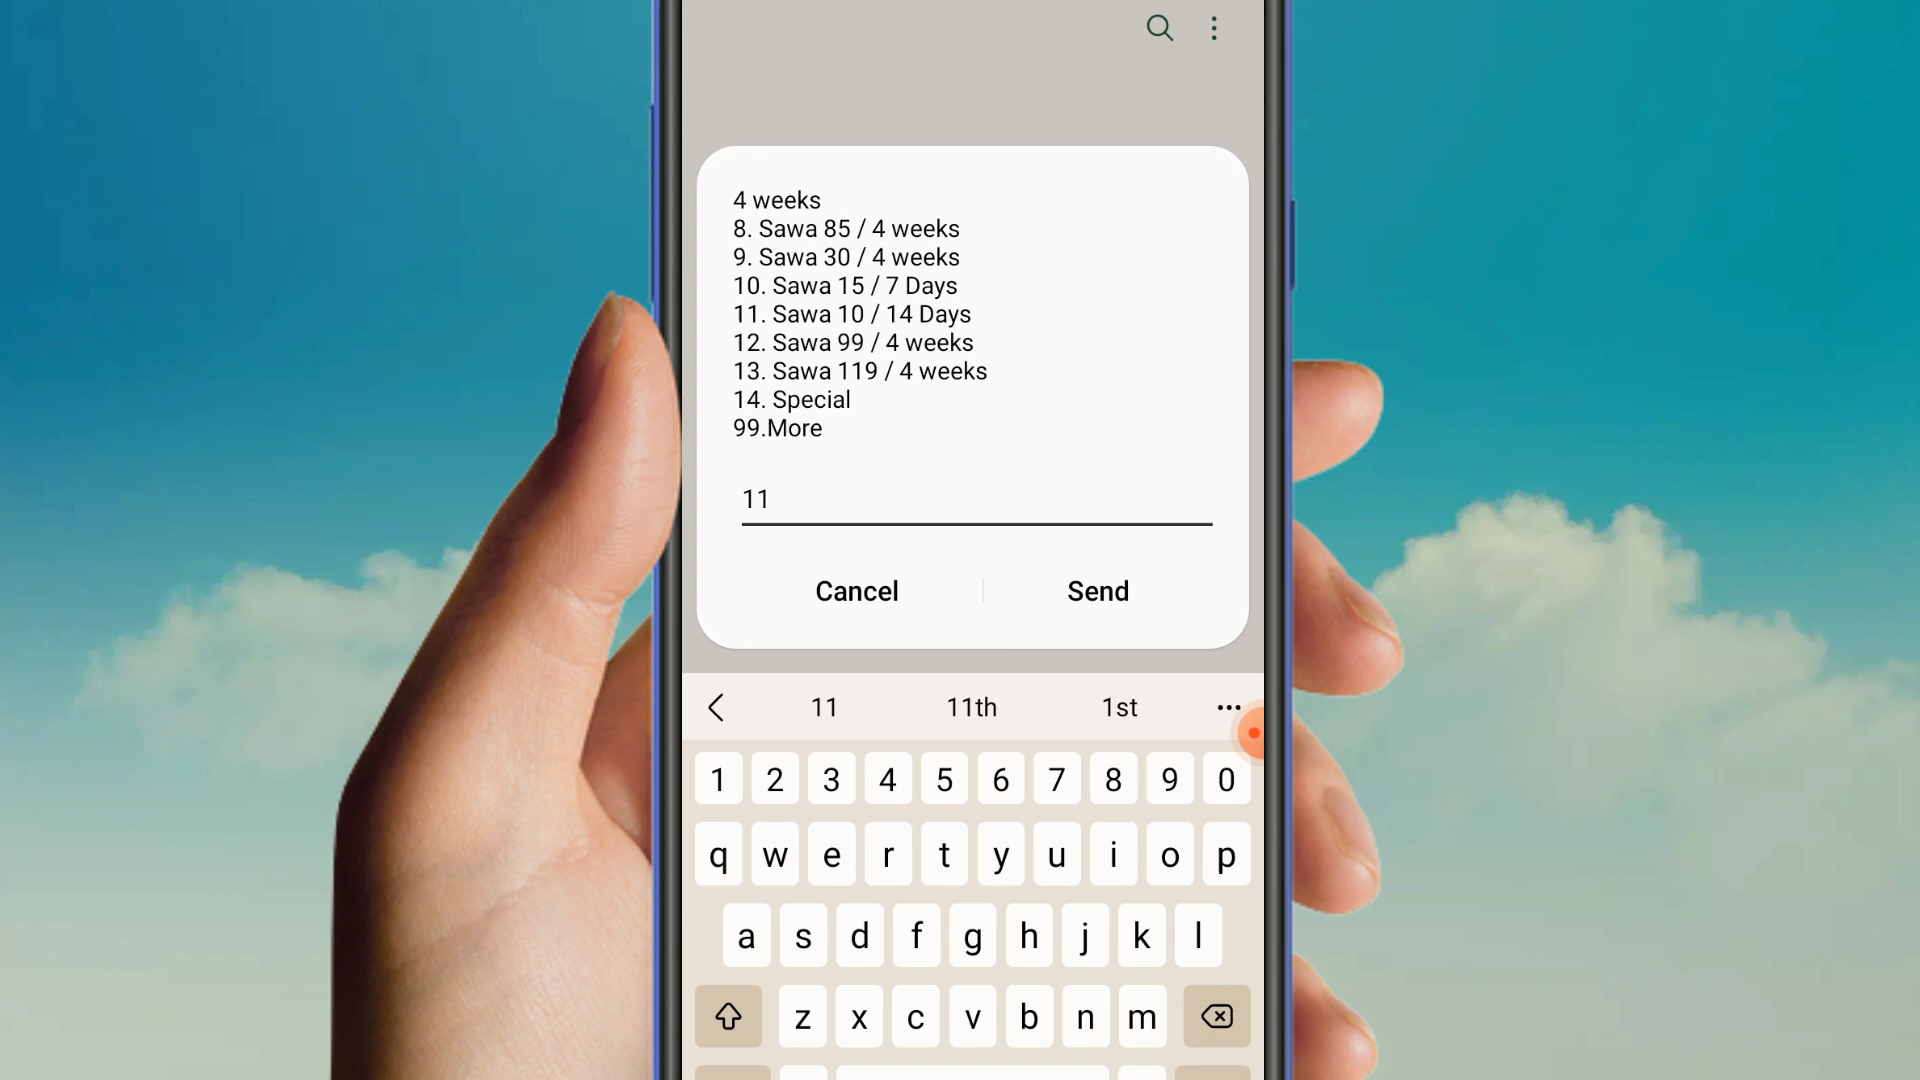 4 weeks
8. Sawa 85 / 4 weeks
9. Sawa 30 / 4 weeks
10. Sawa 15 / 7 Days
11. Sawa 10 / 14 Days
12. Sawa 99 / 4 weeks
13. Sawa 119 / 4 weeks
14. Special
99.More
11
Cancel Send
11 11th 1st
1 2 3 4 5 6 7 8 9 0
q w e r t y u i o p
a s d f g h j k l
z x c v b n m